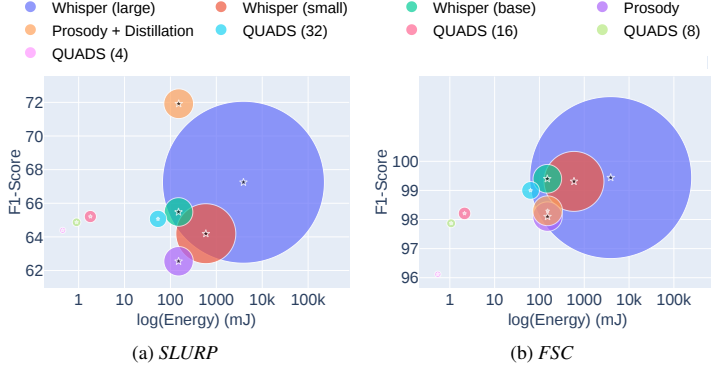 Whisper (large)
Whisper (small)
Whisper (base)
Prosody
Prosody + Distillation
QUADS (32)
QUADS (16)
QUADS (8)
QUADS (4)
72
70
68
66
64
62
F1-Score
1
10
100
1000
10k
100k
log(Energy) (mJ)
(a) SLURP
100
99
98
97
96
F1-Score
1
10
100
1000
10k
100k
log(Energy) (mJ)
(b) FSC